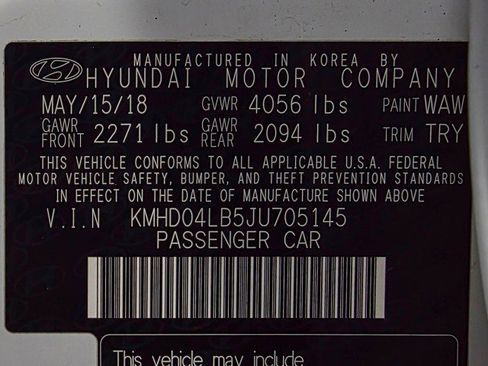 MANUFACTURED IN KOREA BY
HYUNDAI MOTOR COMPANY
MAY/15/18 GVWR 4056 lbs PAINT WAW
GAWR FRONT 2271 lbs GAWR REAR 2094 lbs TRIM TRY
THIS VEHICLE CONFORMS TO ALL APPLICABLE U.S.A. FEDERAL
MOTOR VEHICLE SAFETY, BUMPER, AND THEFT PREVENTION STANDARDS
IN EFFECT ON THE DATE OF MANUFACTURE SHOWN ABOVE
V.I.N KMHD04LB5JU705145
PASSENGER CAR
This vehicle may include